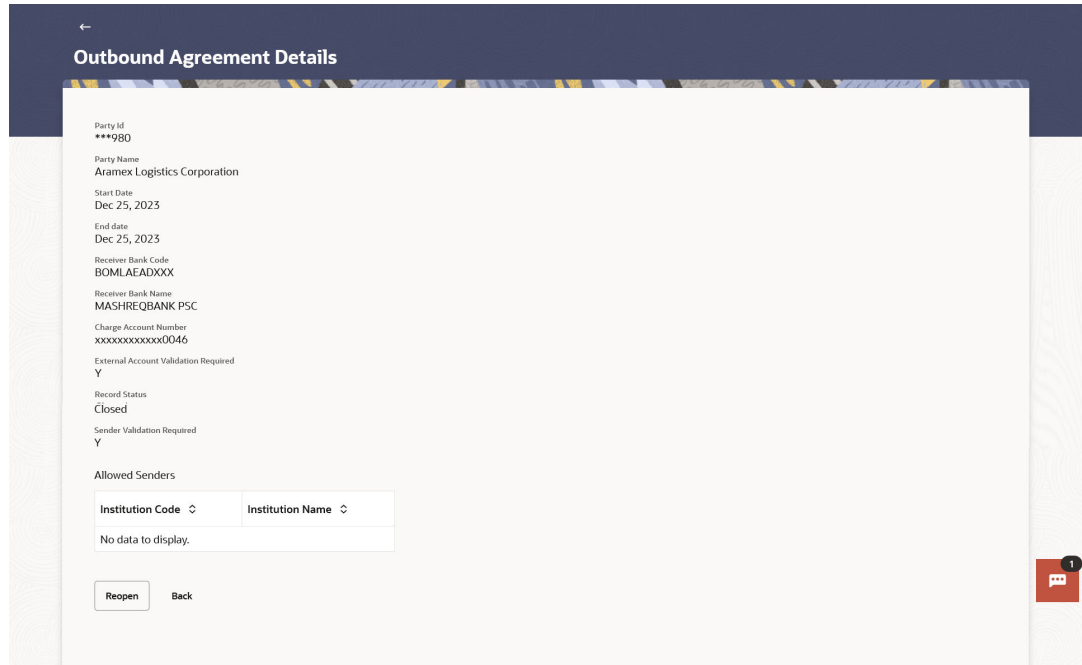 Outbound Agreement Details
Party Id
***980
Party Name
Aramex Logistics Corporation
Start Date
Dec 25, 2023
End date
Dec 25, 2023
Receiver Bank Code
BOMLAEADXXX
Receiver Bank Name
MASHREQBANK PSC
Charge Account Number
xxxxxxxxxxxx0046
External Account Validation Required
Y
Record Status
Closed
Sender Validation Required
Y
Allowed Senders
Institution Code Institution Name
No data to display.
1
Reopen Back